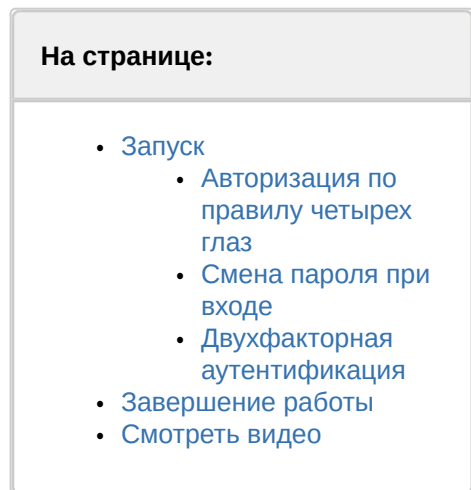 На странице:
• Запуск
• Авторизация по
правилу четырех
глаз
• Смена пароля при
входе
• Двухфакторная
аутентификация
• Завершение работы
• Смотреть видео